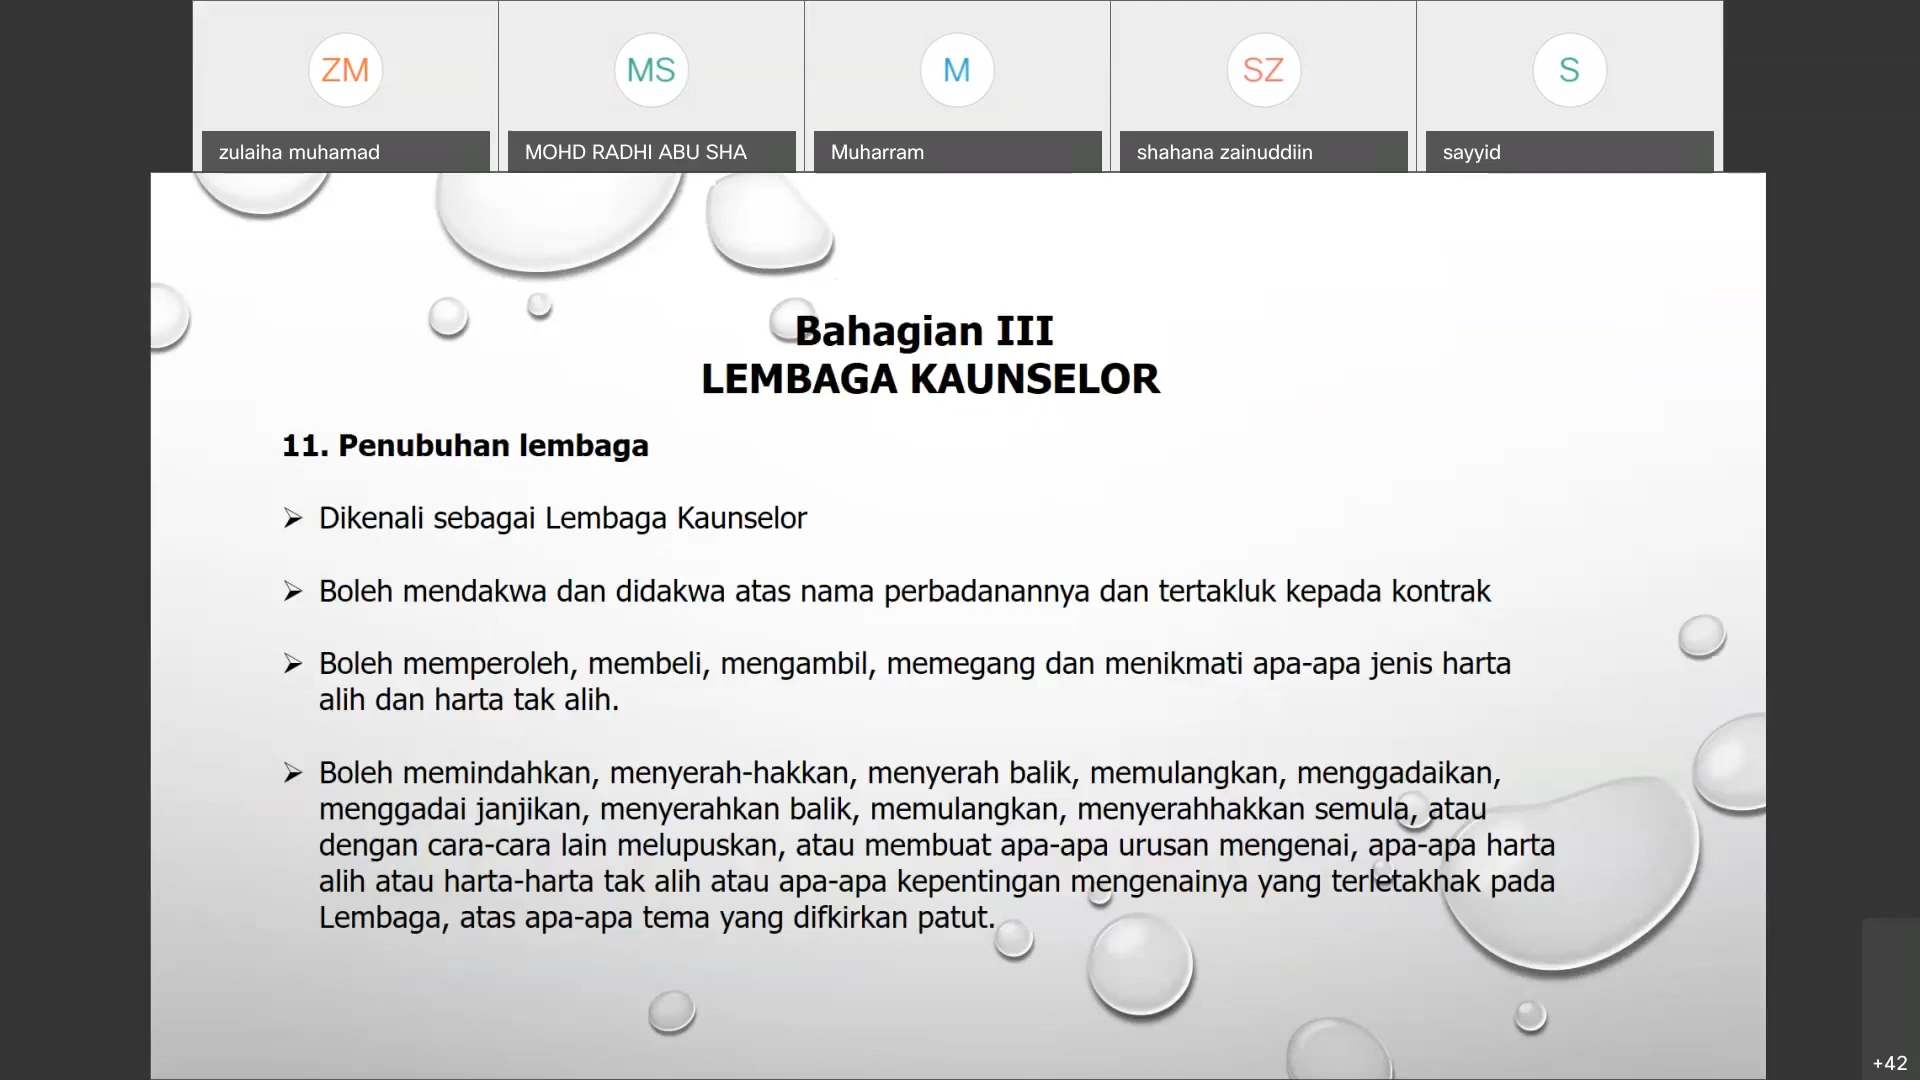 ZM
MS
M
SZ
S
zulaiha muhamad
MOHD RADHI ABU SHA
Muharram
shahana zainuddiin
sayyid
Bahagian III
LEMBAGA KAUNSELOR
11. Penubuhan lembaga
➢ Dikenali sebagai Lembaga Kaunselor
➢ Boleh mendakwa dan didakwa atas nama perbadanannya dan tertakluk kepada kontrak
➢ Boleh memperoleh, membeli, mengambil, memegang dan menikmati apa-apa jenis harta
alih dan harta tak alih.
➢ Boleh memindahkan, menyerah-hakkan, menyerah balik, memulangkan, menggadaikan,
menggadai janjikan, menyerahkan balik, memulangkan, menyerahhakkan semula, atau
dengan cara-cara lain melupuskan, atau membuat apa-apa urusan mengenai, apa-apa harta
alih atau harta-harta tak alih atau apa-apa kepentingan mengenainya yang terletakhak pada
Lembaga, atas apa-apa tema yang difkirkan patut.
+42